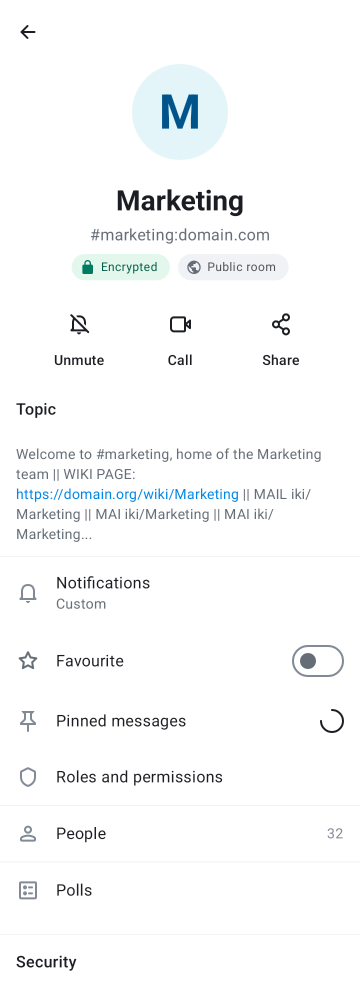 M
Marketing
#marketing:domain.com
Encrypted
Public room
Unmute
Call
Share
Topic
Welcome to #marketing, home of the Marketing
team || WIKI PAGE:
https://domain.org/wiki/Marketing || MAIL iki/
Marketing || MAI iki/Marketing || MAI iki/
Marketing...
Notifications
Custom
Favourite
Pinned messages
Roles and permissions
People 32
Polls
Security